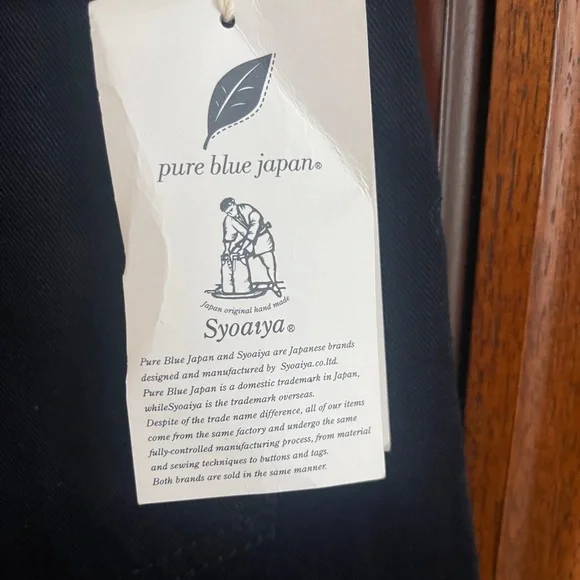 pure blue japan®
Japan original hand made
Syoaiya®
Pure Blue Japan and Syoaiya are Japanese brands
designed and manufactured by Syoaiya.co.ltd.
Pure Blue Japan is a domestic trademark in Japan,
whileSyoaiya is the trademark overseas.
Despite of the trade name difference, all of our items
come from the same factory and undergo the same
fully-controlled manufacturing process, from material
and sewing techniques to buttons and tags.
Both brands are sold in the same manner.